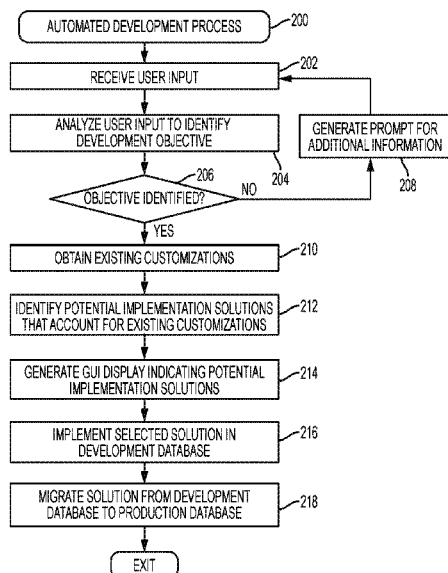 AUTOMATED DEVELOPMENT PROCESS
200
RECEIVE USER INPUT
202
ANALYZE USER INPUT TO IDENTIFY
DEVELOPMENT OBJECTIVE
204
GENERATE PROMPT FOR
ADDITIONAL INFORMATION
208
206
OBJECTIVE IDENTIFIED?
NO
YES
OBTAIN EXISTING CUSTOMIZATIONS
210
IDENTIFY POTENTIAL IMPLEMENTATION SOLUTIONS
THAT ACCOUNT FOR EXISTING CUSTOMIZATIONS
212
GENERATE GUI DISPLAY INDICATING POTENTIAL
IMPLEMENTATION SOLUTIONS
214
IMPLEMENT SELECTED SOLUTION IN
DEVELOPMENT DATABASE
216
MIGRATE SOLUTION FROM DEVELOPMENT
DATABASE TO PRODUCTION DATABASE
218
EXIT